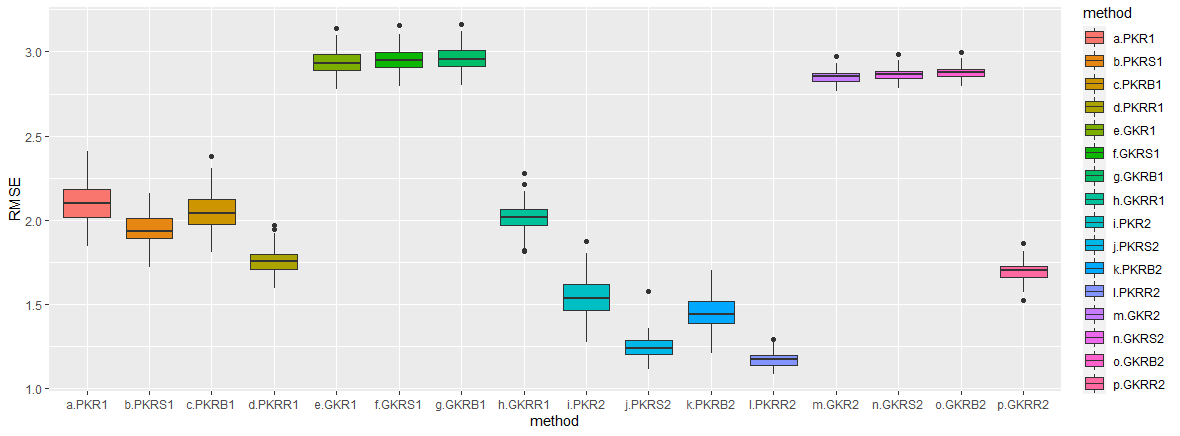 RMSE
3.0
2.5
2.0
1.5
1.0
a.PKR1 b.PKRS1 c.PKRB1 d.PKRR1 e.GKR1 f.GKRS1 g.GKRB1 h.GKRR1 i.PKR2 j.PKRS2 k.PKRB2 l.PKRR2 m.GKR2 n.GKRS2 o.GKRB2 p.GKRR2
method
method
a.PKR1
b.PKRS1
c.PKRB1
d.PKRR1
e.GKR1
f.GKRS1
g.GKRB1
h.GKRR1
i.PKR2
j.PKRS2
k.PKRB2
l.PKRR2
m.GKR2
n.GKRS2
o.GKRB2
p.GKRR2